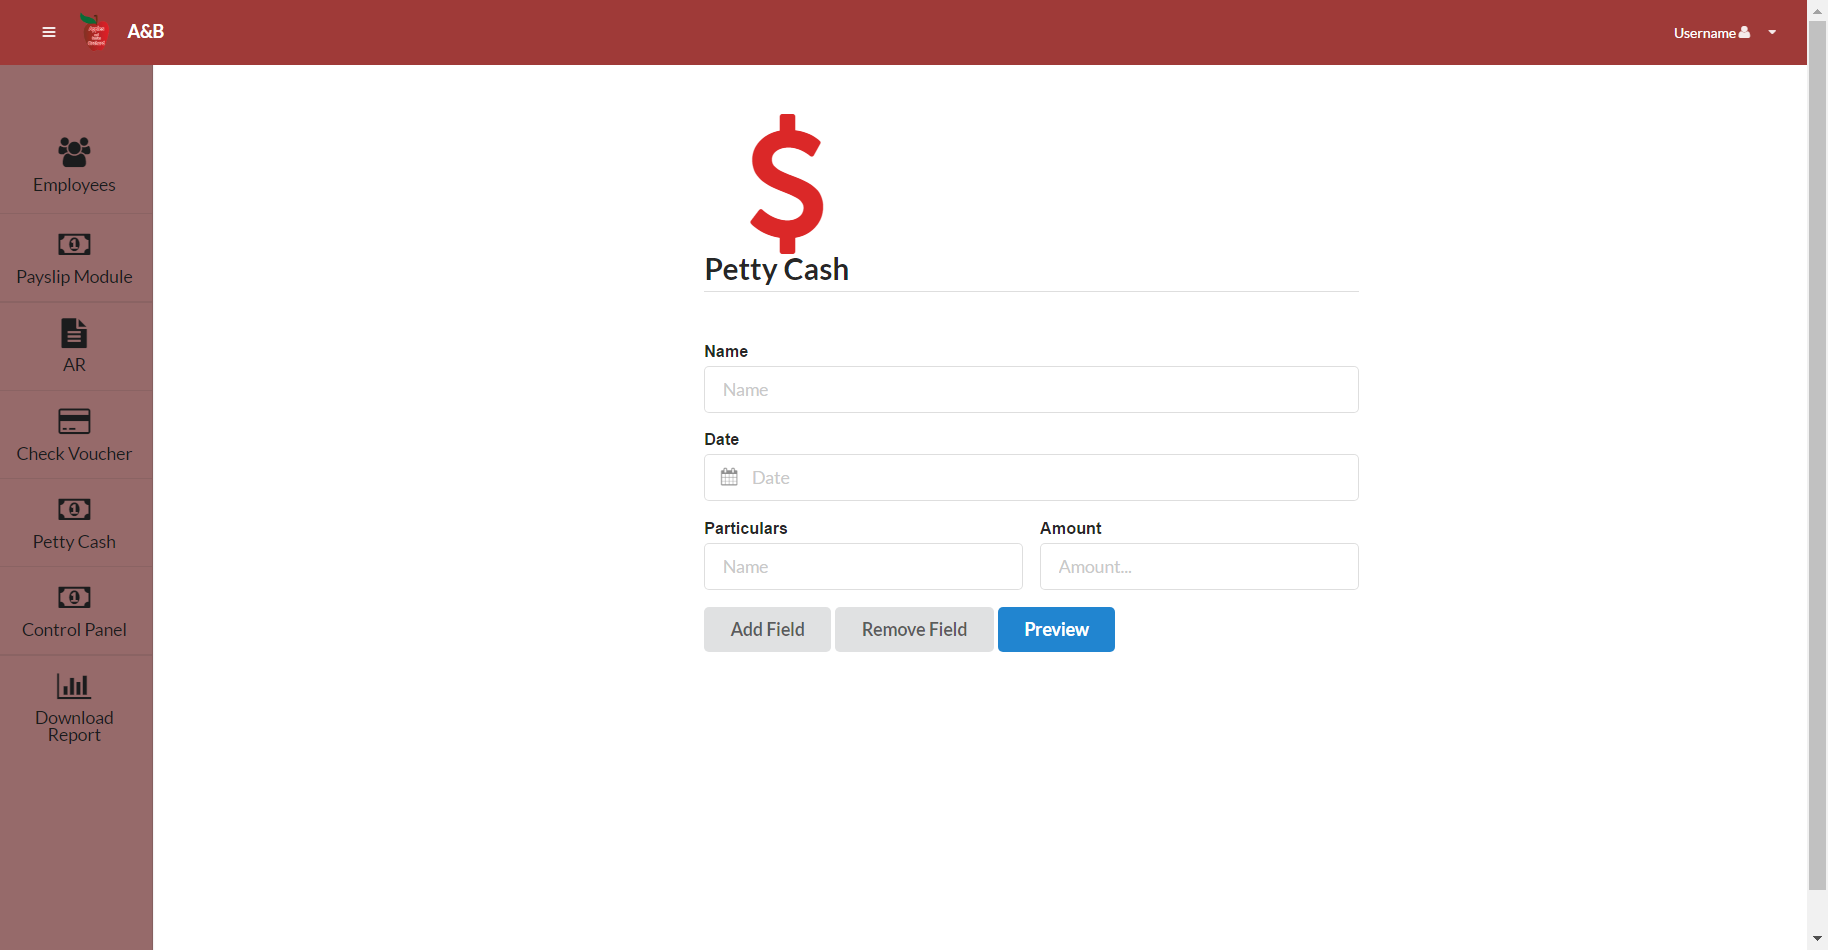 A&B
Username
Employees
Payslip Module
AR
Check Voucher
Petty Cash
Control Panel
Download
Report
Petty Cash
Name
Name
Date
Date
Particulars
Amount
Name
Amount...
Add Field
Remove Field
Preview